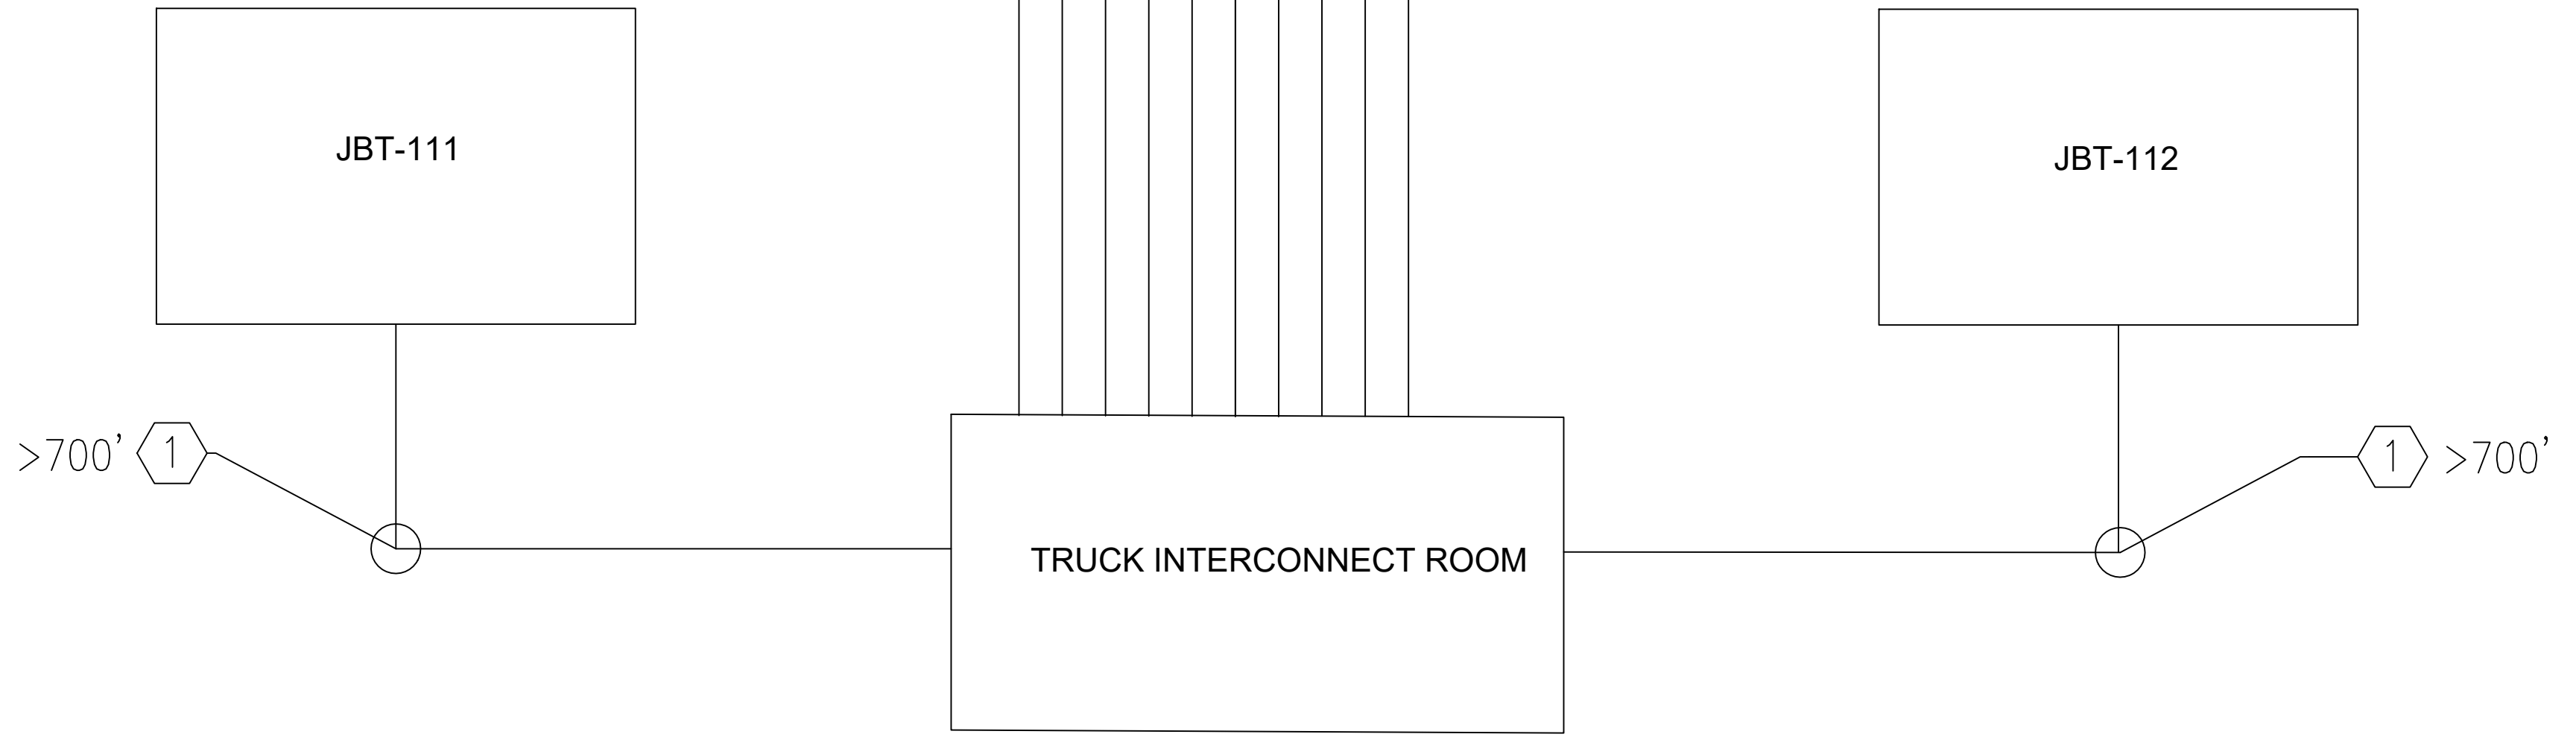 JBT-111
JBT-112
>700' 1
1 >700'
TRUCK INTERCONNECT ROOM